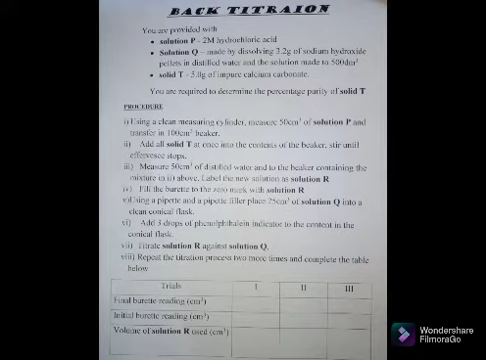 BACK TITRAION
You are provided with
• solution P - 2M hydrochloric acid
• Solution Q – made by dissolving 3.2g of sodium hydroxide
pellets in distilled water and the solution made to 500dm³
• solid T - 5.0g of impure calcium carbonate.
You are required to determine the percentage purity of solid T
PROCEDURE
i) Using a clean measuring cylinder, measure 50cm³ of solution P and
transfer in 100cm³ beaker.
ii) Add all solid T at once into the contents of the beaker, stir until
effervesce stops.
iii) Measure 50cm³ of distilled water and to the beaker containing the
mixture in ii) above. Label the new solution as solution R
iv) Fill the burette to the zero mark with solution R
v) Using a pipette and a pipette filler place 25cm³ of solution Q into a
clean conical flask.
vi) Add 3 drops of phenolphthalein indicator to the content in the
conical flask.
vii) Titrate solution R against solution Q.
viii) Repeat the titration process two more times and complete the table
below
Trials I II III
Final burette reading (cm³)
Initial burette reading (cm³)
Volume of solution R used (cm³)
Wondershare
FilmoraGo